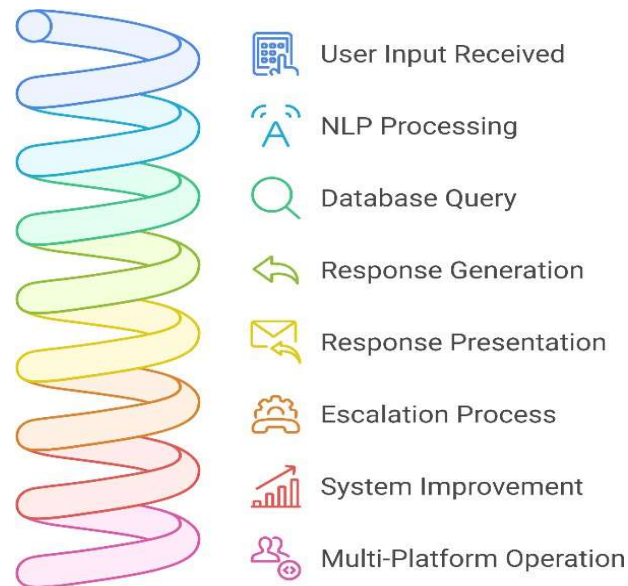 User Input Received
NLP Processing
Database Query
Response Generation
Response Presentation
Escalation Process
System Improvement
Multi-Platform Operation